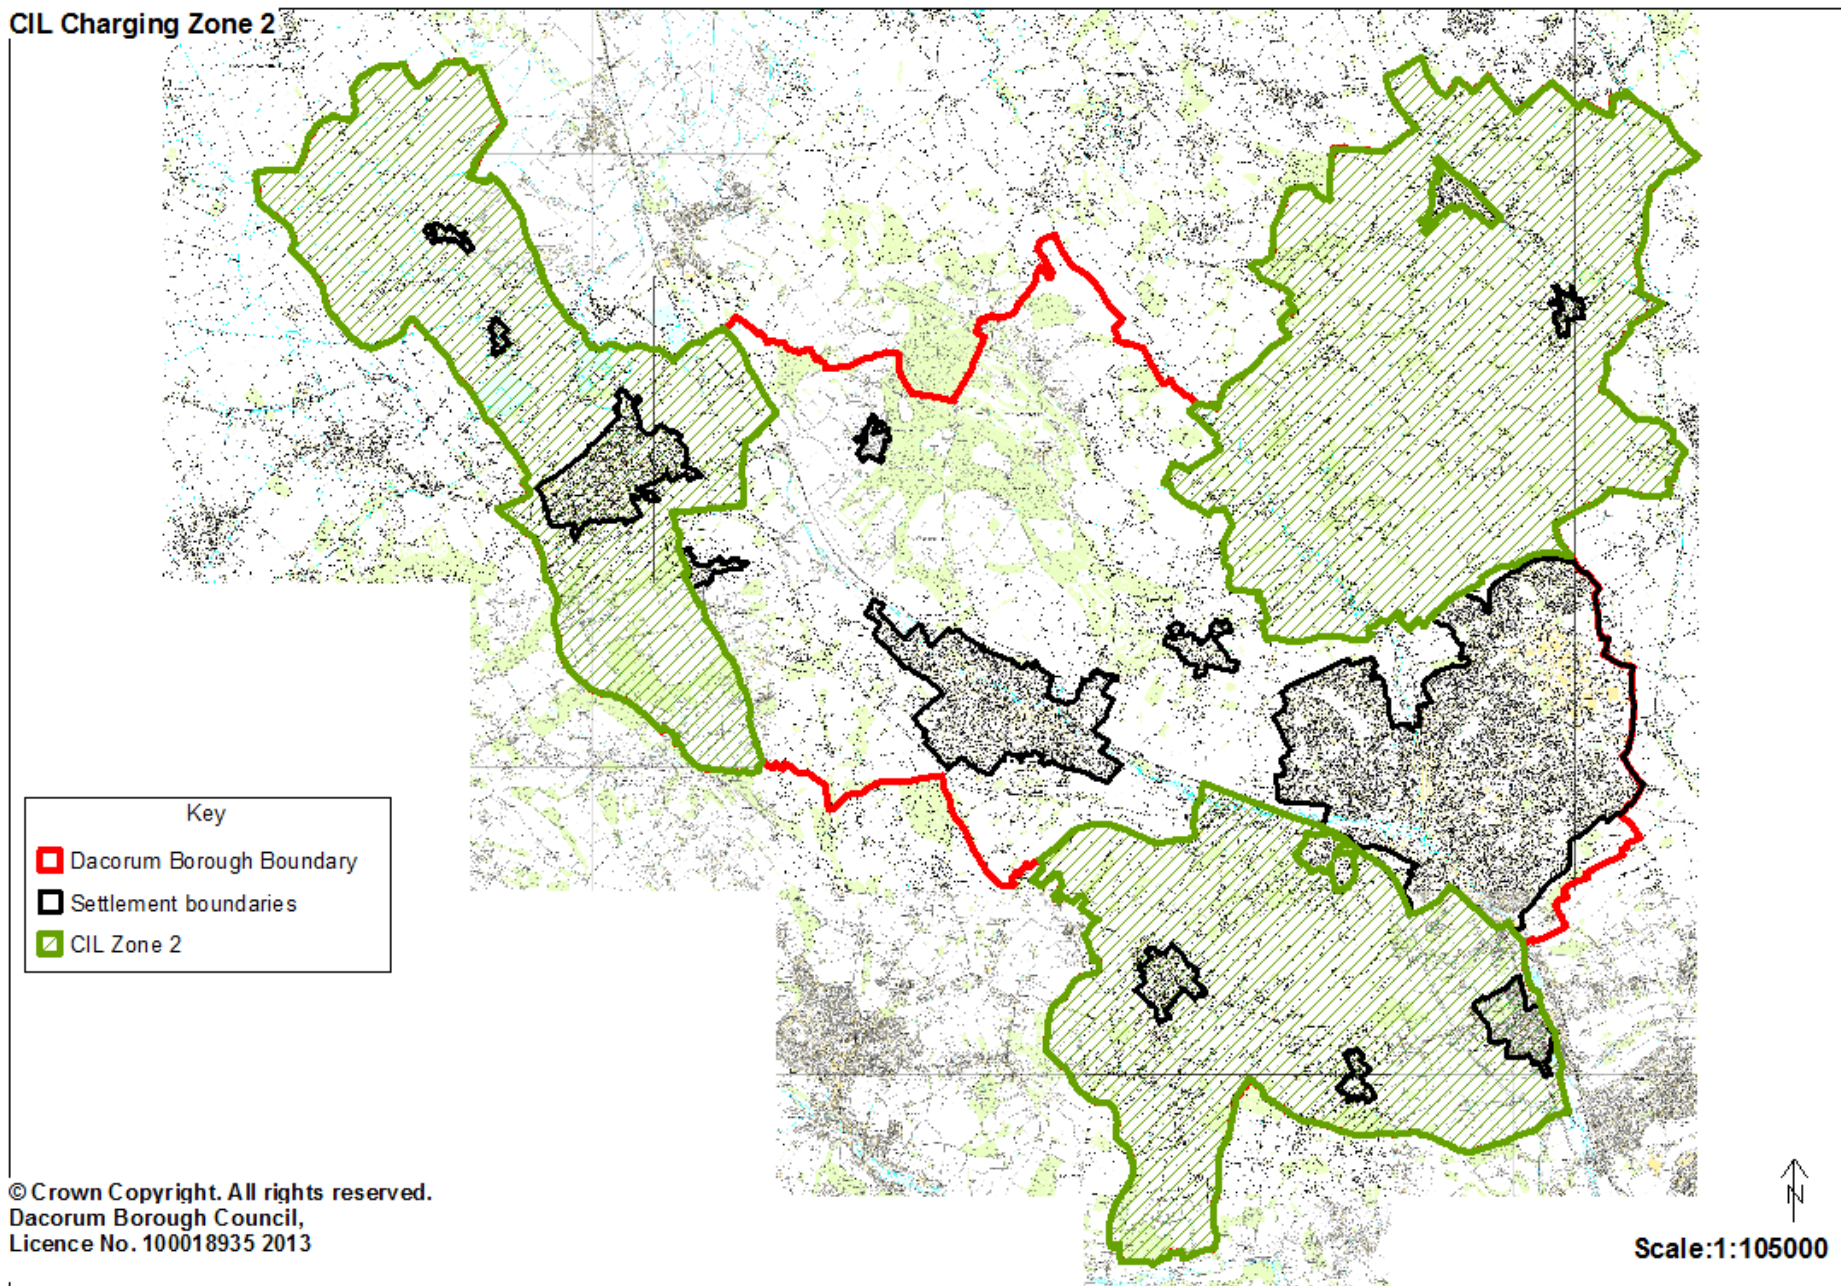 CIL Charging Zone 2
Key
Dacorum Borough Boundary
Settlement boundaries
CIL Zone 2
© Crown Copyright. All rights reserved.
Dacorum Borough Council,
Licence No. 100018935 2013
N
Scale:1:105000